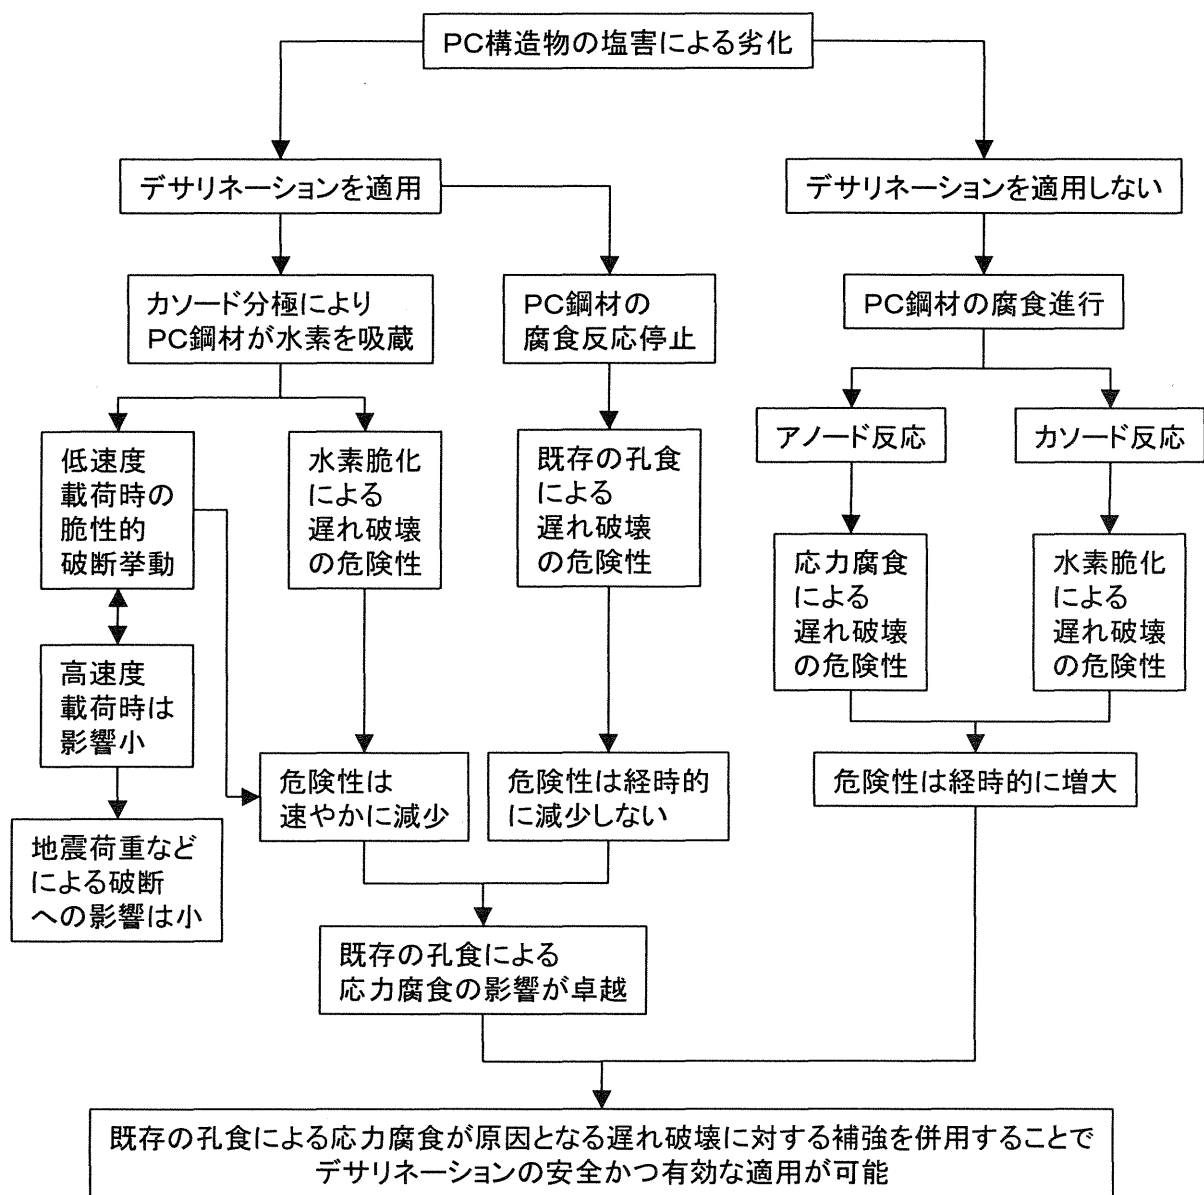 PC構造物の塩害による劣化
デサリネーションを適用
デサリネーションを適用しない
カソード分極により
PC鋼材が水素を吸蔵
PC鋼材の
腐食反応停止
PC鋼材の腐食進行
アノード反応
カソード反応
低速度
載荷時の
脆性的
破断挙動
水素脆化
による
遅れ破壊
の危険性
既存の孔食
による
遅れ破壊
の危険性
応力腐食
による
遅れ破壊
の危険性
水素脆化
による
遅れ破壊
の危険性
高速度
載荷時は
影響小
危険性は
速やかに減少
危険性は経時的
に減少しない
危険性は経時的に増大
地震荷重など
による破断
への影響は小
既存の孔食による
応力腐食の影響が卓越
既存の孔食による応力腐食が原因となる遅れ破壊に対する補強を併用することで
デサリネーションの安全かつ有効な適用が可能